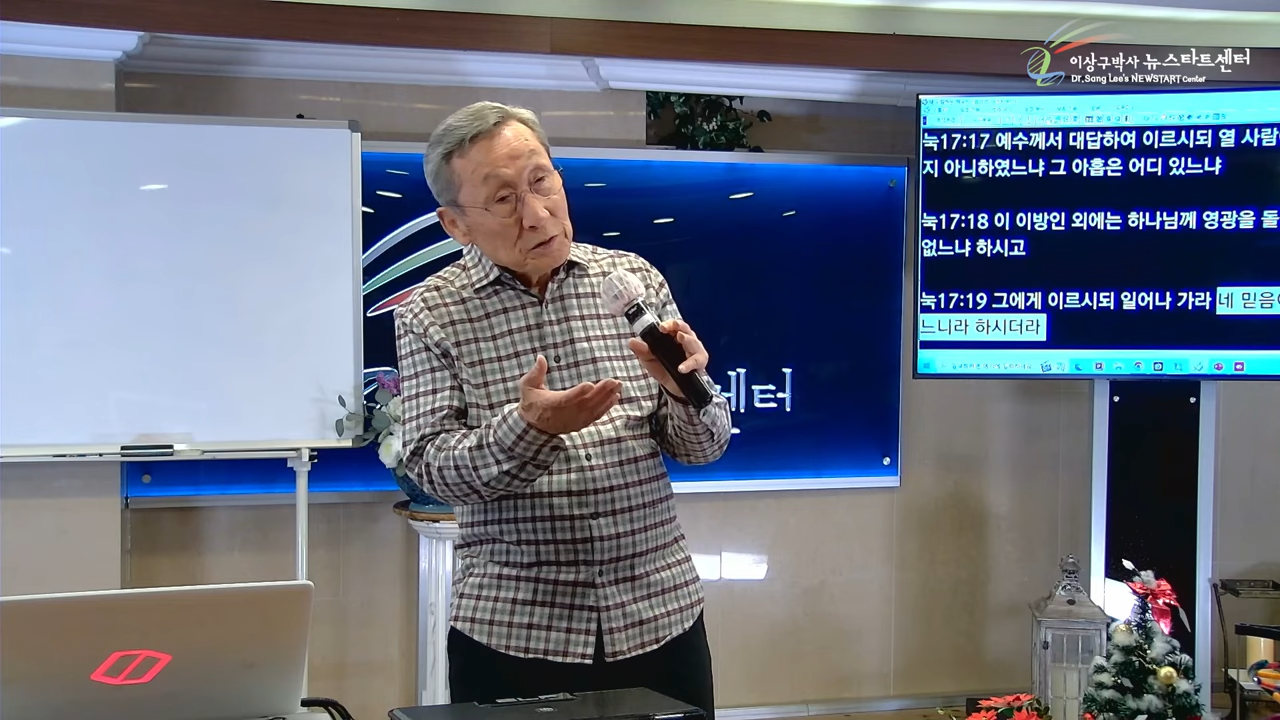 이상구박사 뉴스타트센터
Dr. Sang Lee's NEWSTART Center
눅17:17 예수께서 대답하여 이르시되 열 사람
지 아니하였느냐 그 아홉은 어디 있느냐
눅17:18 이 이방인 외에는 하나님께 영광을 돌
없느냐 하시고
눅17:19 그에게 이르시되 일어나 가라 네 믿음이
느니라 하시더라
센터